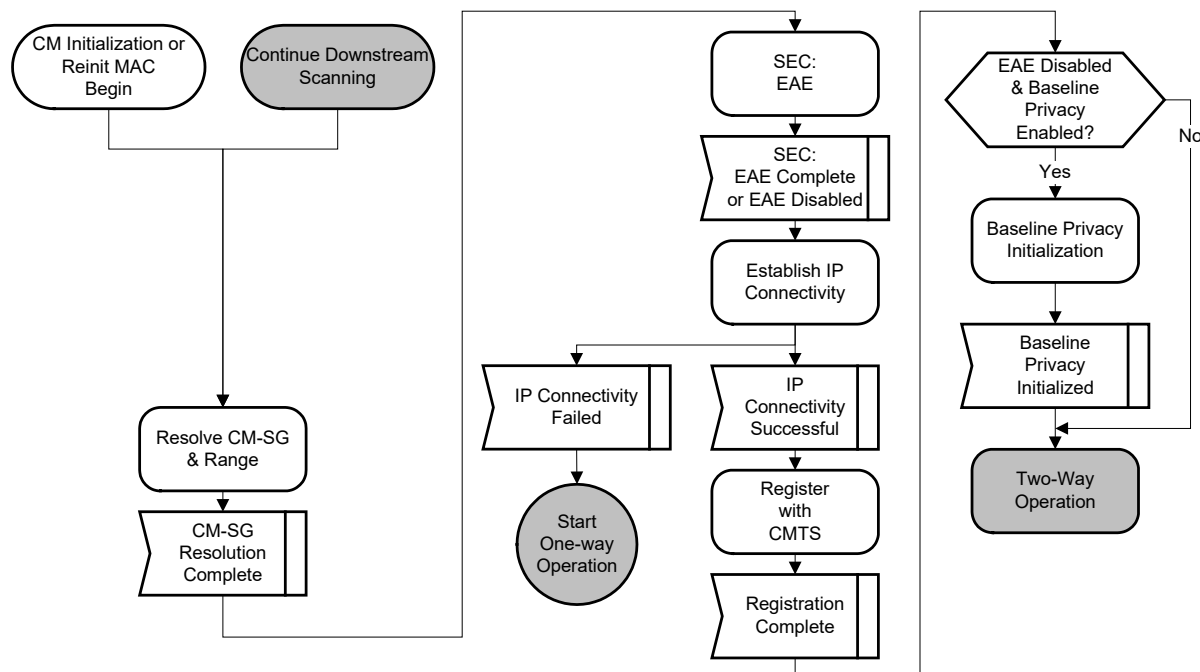 CM Initialization or
Reinit MAC
Begin
Continue Downstream
Scanning
Resolve CM-SG
& Range
CM-SG
Resolution
Complete
SEC:
EAE
SEC:
EAE Complete
or EAE Disabled
Establish IP
Connectivity
IP Connectivity
Failed
Start
One-way
Operation
IP
Connectivity
Successful
Register
with
CMTS
Registration
Complete
EAE Disabled
& Baseline
Privacy
Enabled?
No
Yes
Baseline Privacy
Initialization
Baseline
Privacy
Initialized
Two-Way
Operation